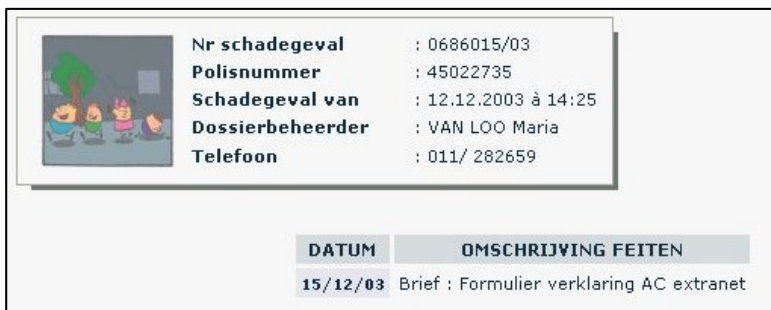 Nr schadegeval : 0686015/03
Polisnummer : 45022735
Schadegeval van : 12.12.2003 à 14:25
Dossierbeheerder : VAN LOO Maria
Telefoon : 011/ 282659
DATUM OMSCHRIJVING FEITEN
15/12/03 Brief : Formulier verklaring AC extranet